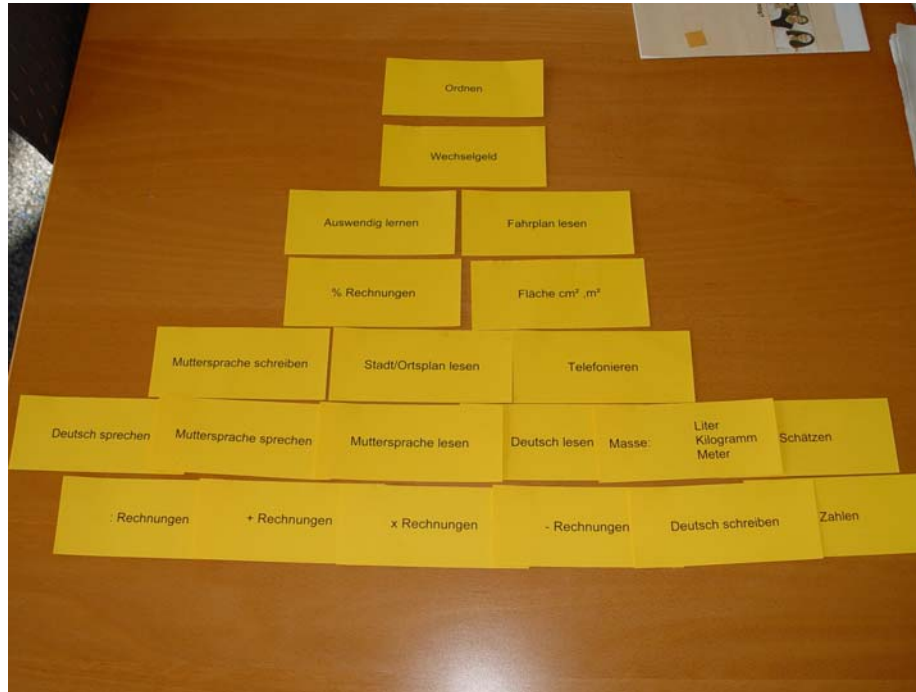 Ordnen
Wechselgeld
Auswendig lernen
Fahrplan lesen
% Rechnungen
Fläche cm² ,m²
Muttersprache schreiben
Stadt/Ortsplan lesen
Telefonieren
Deutsch sprechen
Muttersprache sprechen
Muttersprache lesen
Deutsch lesen
Masse:
Liter
Kilogramm
Meter
Schätzen
: Rechnungen
+ Rechnungen
x Rechnungen
- Rechnungen
Deutsch schreiben
Zahlen